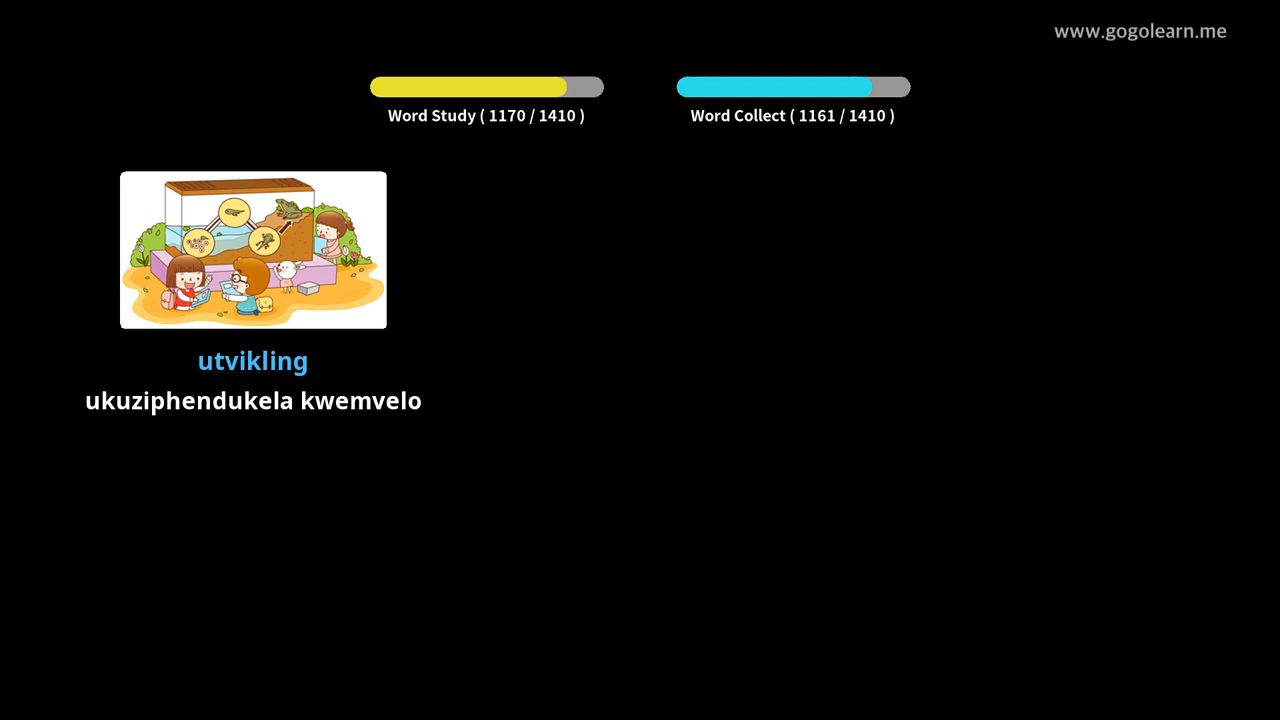 www.gogolearn.me
Word Study ( 1170 / 1410 )
Word Collect ( 1161 / 1410 )
utvikling
ukuziphendukela kwemvelo